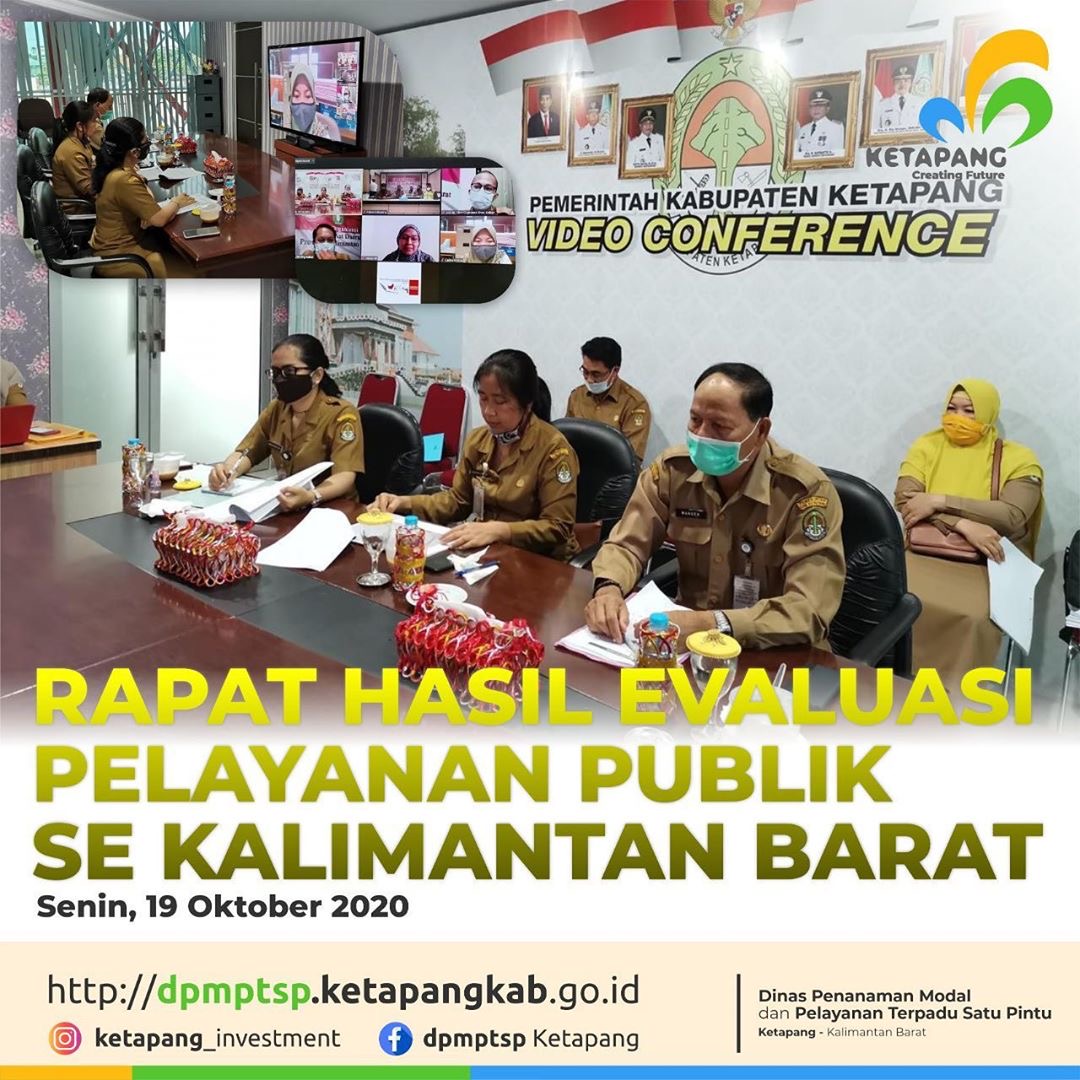 KETAPANG
Creating Future
PEMERINTAH KABUPATEN KETAPANG
VIDEO CONFERENCE
RAPAT HASIL EVALUASI
PELAYANAN PUBLIK
SE KALIMANTAN BARAT
Senin, 19 Oktober 2020
http://dpmptsp.ketapangkab.go.id
ketapang_investment
dpmptsp Ketapang
Dinas Penanaman Modal
dan Pelayanan Terpadu Satu Pintu
Ketapang - Kalimantan Barat